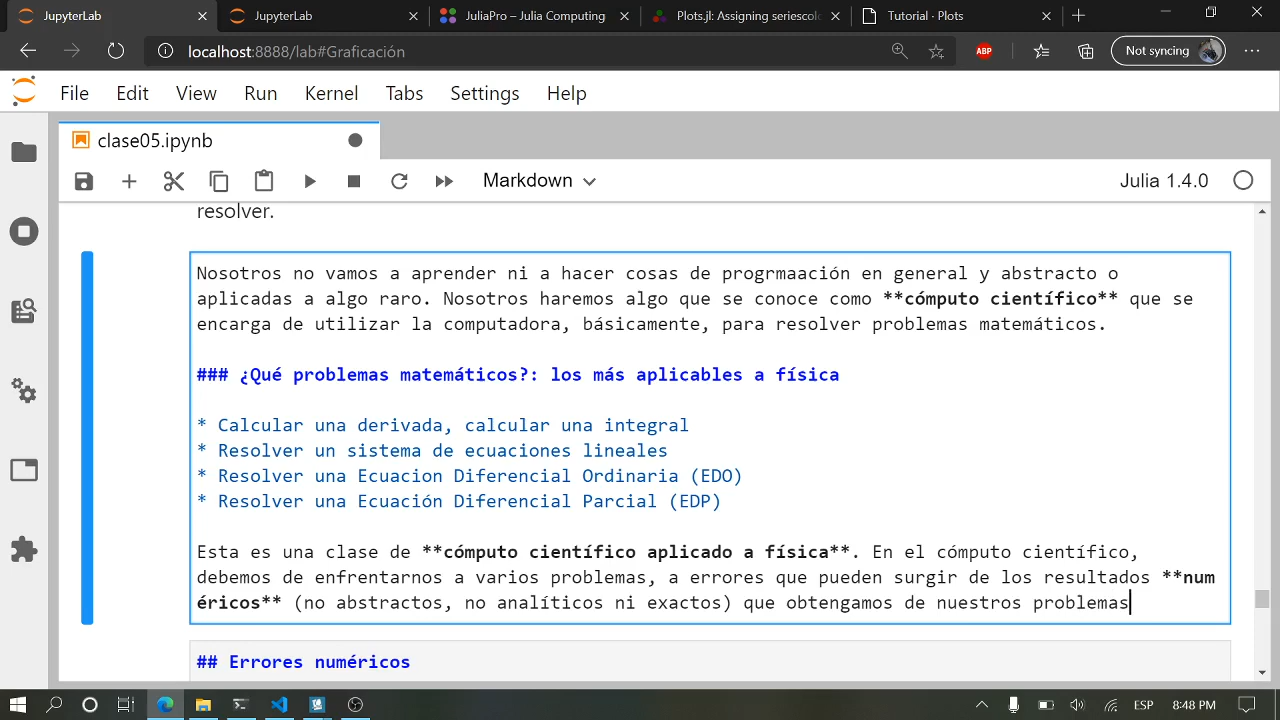 JupyterLab
JupyterLab
JuliaPro – Julia Computing
Plots.jl: Assigning seriescol
Tutorial · Plots
localhost:8888/lab#Graficación
ABP
Not syncing
File Edit View Run Kernel Tabs Settings Help
clase05.ipynb
Markdown
Julia 1.4.0
resolver.
Nosotros no vamos a aprender ni a hacer cosas de progrmaación en general y abstracto o
aplicadas a algo raro. Nosotros haremos algo que se conoce como **cómputo científico** que se
encarga de utilizar la computadora, básicamente, para resolver problemas matemáticos.
### ¿Qué problemas matemáticos?: los más aplicables a física
* Calcular una derivada, calcular una integral
* Resolver un sistema de ecuaciones lineales
* Resolver una Ecuacion Diferencial Ordinaria (EDO)
* Resolver una Ecuación Diferencial Parcial (EDP)
Esta es una clase de **cómputo científico aplicado a física**. En el cómputo científico,
debemos de enfrentarnos a varios problemas, a errores que pueden surgir de los resultados **num
éricos** (no abstractos, no analíticos ni exactos) que obtengamos de nuestros problemas
## Errores numéricos
ESP
8:48 PM